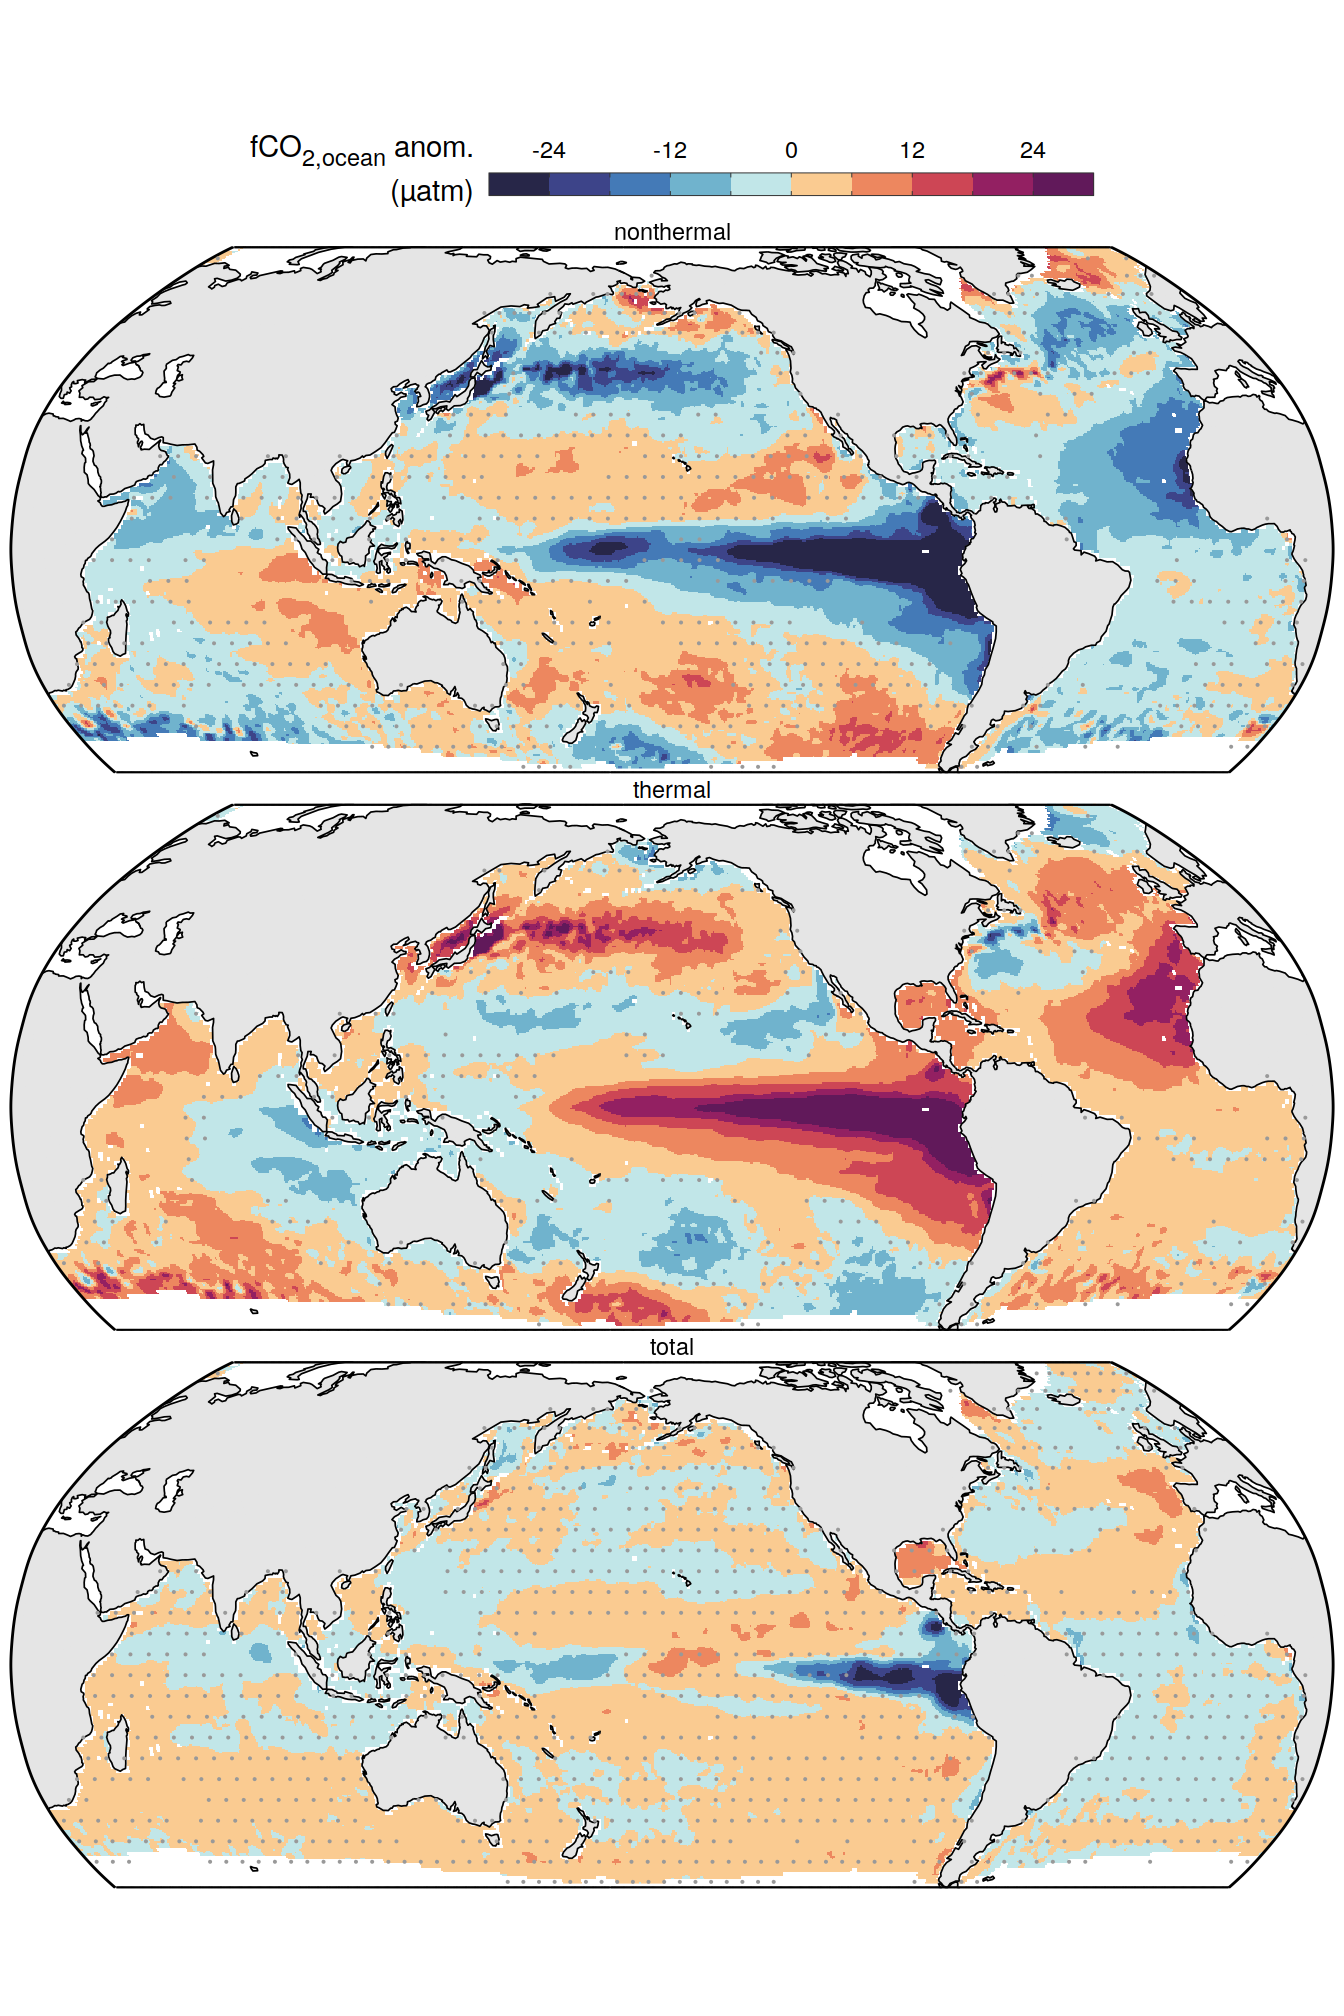 fCO2,ocean anom.
(µatm)
-24 -12 0 12 24
nonthermal
thermal
total